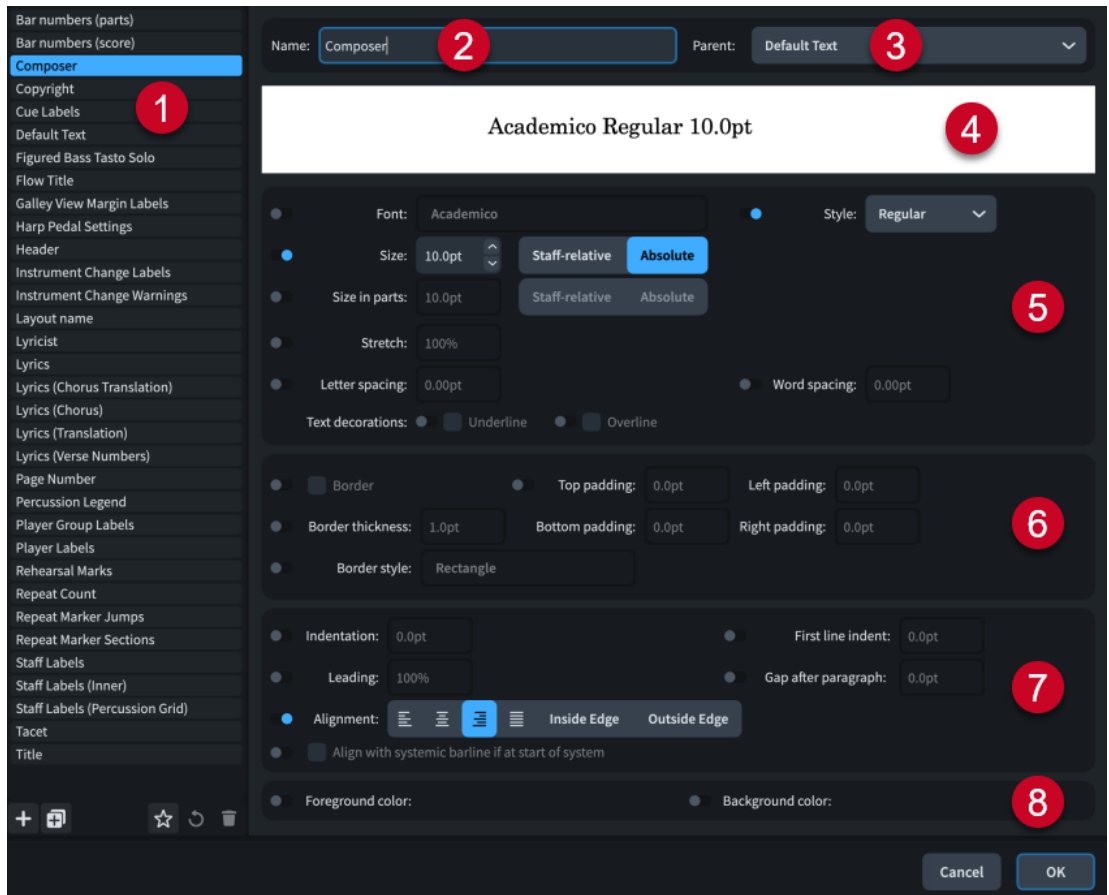 Bar numbers (parts)
Bar numbers (score)
Composer
Copyright
Cue Labels
Default Text
Figured Bass Tasto Solo
Flow Title
Galley View Margin Labels
Harp Pedal Settings
Header
Instrument Change Labels
Instrument Change Warnings
Layout name
Lyricist
Lyrics
Lyrics (Chorus Translation)
Lyrics (Chorus)
Lyrics (Translation)
Lyrics (Verse Numbers)
Page Number
Percussion Legend
Player Group Labels
Player Labels
Rehearsal Marks
Repeat Count
Repeat Marker Jumps
Repeat Marker Sections
Staff Labels
Staff Labels (Inner)
Staff Labels (Percussion Grid)
Tacet
Title
1
Name: Composer 2 Parent: Default Text 3
Academico Regular 10.0pt 4
Font: Academico Style: Regular
Size: 10.0pt Staff-relative Absolute
Size in parts: 10.0pt Staff-relative Absolute
5
Stretch: 100%
Letter spacing: 0.00pt Word spacing: 0.00pt
Text decorations: Underline Overline
Border Top padding: 0.0pt Left padding: 0.0pt
Border thickness: 1.0pt Bottom padding: 0.0pt Right padding: 0.0pt 6
Border style: Rectangle
Indentation: 0.0pt First line indent: 0.0pt
Leading: 100% Gap after paragraph: 0.0pt 7
Alignment: Inside Edge Outside Edge
Align with systemic barline if at start of system
Foreground color: Background color: 8
Cancel OK